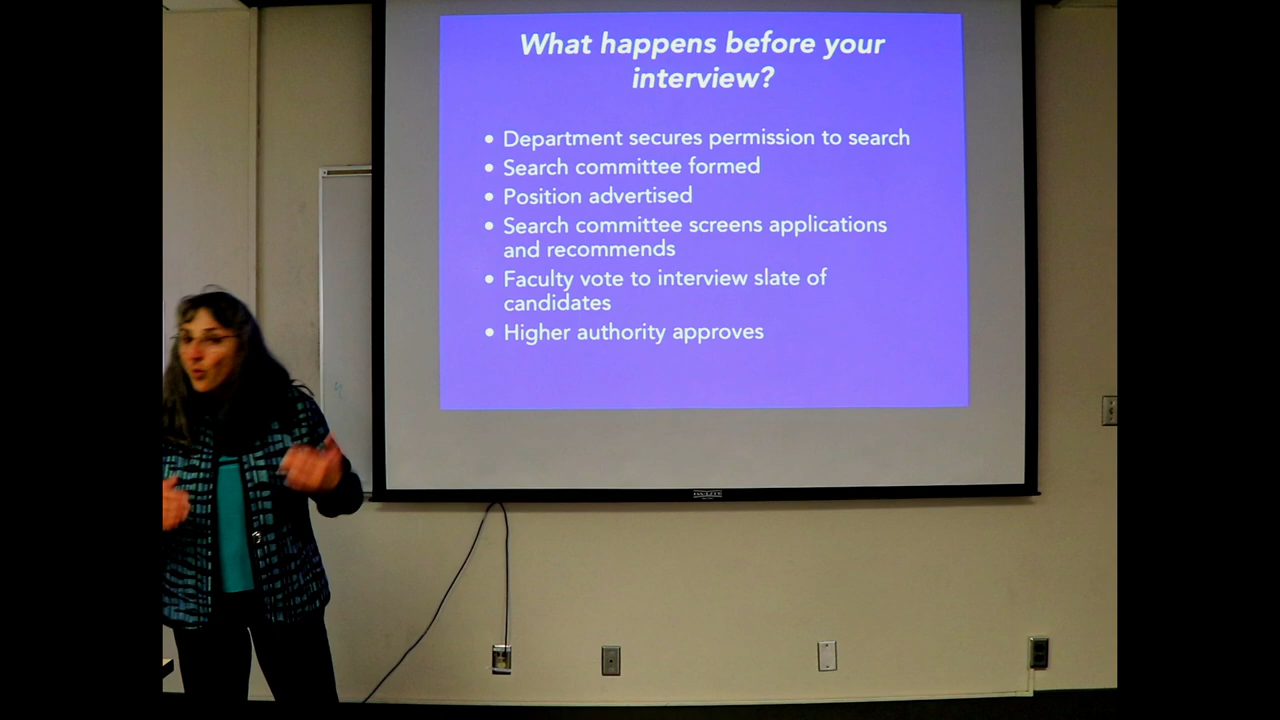 What happens before your
interview?
• Department secures permission to search
• Search committee formed
• Position advertised
• Search committee screens applications
and recommends
• Faculty vote to interview slate of
candidates
• Higher authority approves